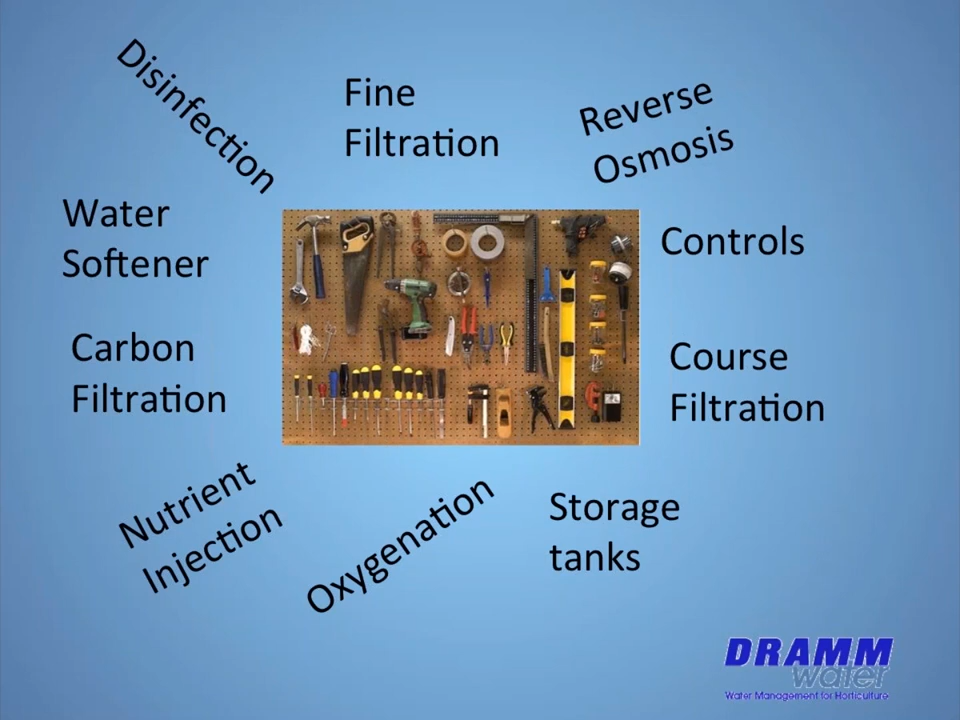 Disinfection
Fine
Filtration
Reverse
Osmosis
Water
Softener
Controls
Carbon
Filtration
Course
Filtration
Nutrient
Injection
Oxygenation
Storage
tanks
DRAMM
water
Water Management for Horticulture